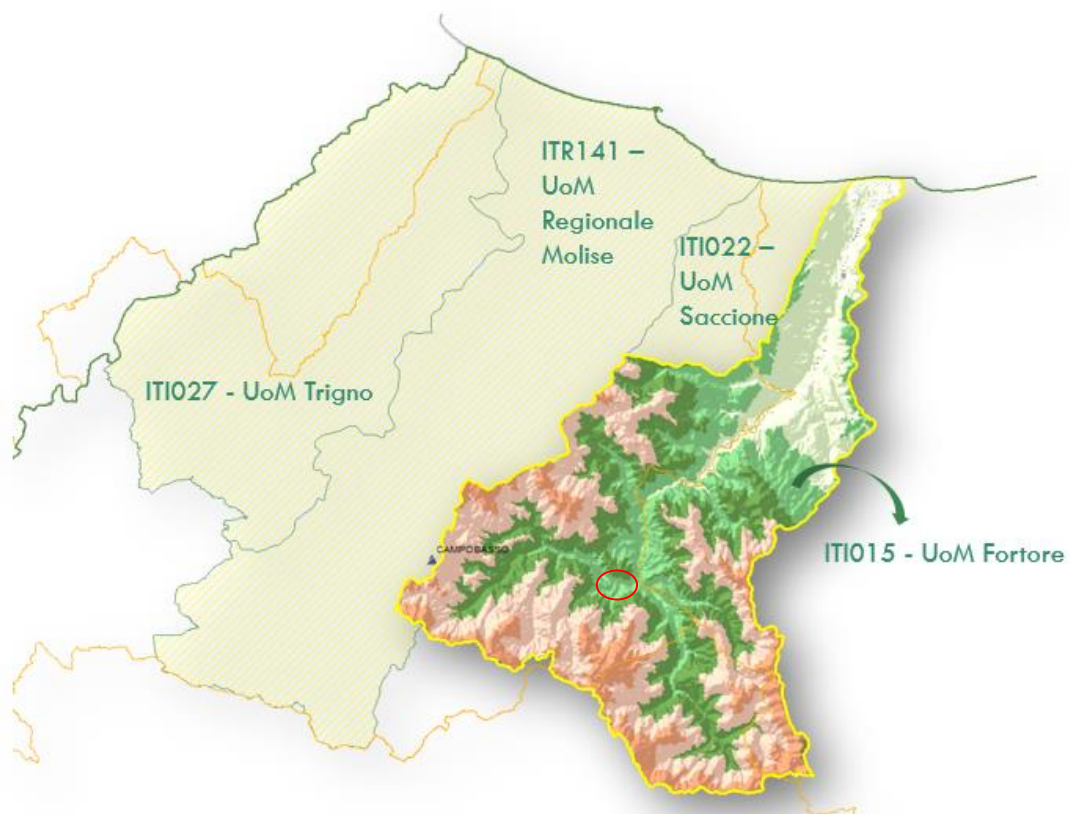 ITR141 –
UoM
Regionale
Molise
ITI022 –
UoM
Saccione
ITI027 - UoM Trigno
CAMPOBASSO
ITI015 - UoM Fortore